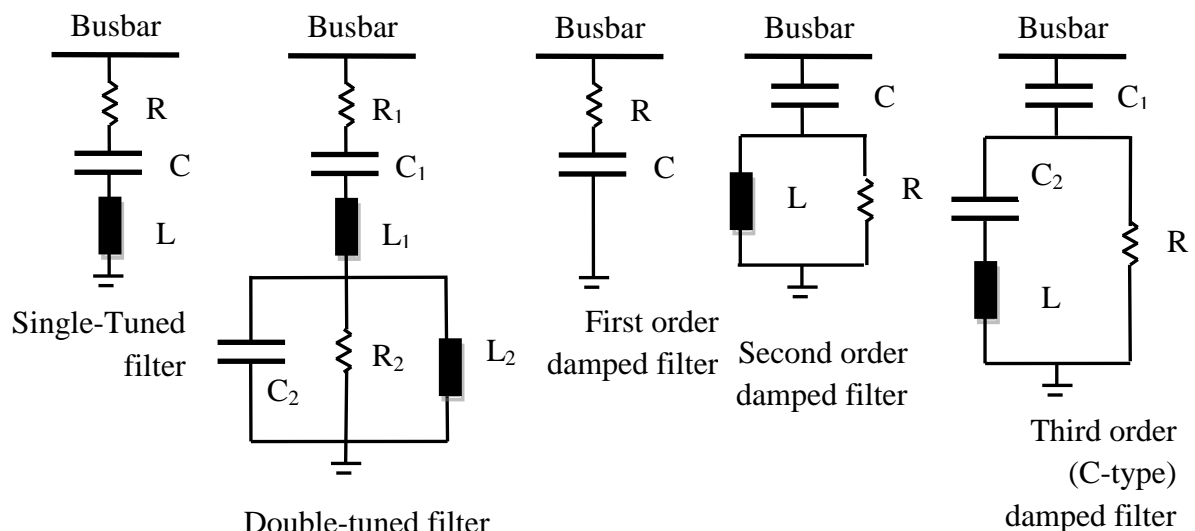 Busbar
R
C
L
Single-Tuned
filter
Busbar
R₁
C₁
L₁
C₂
R₂
L₂
Double-tuned filter
Busbar
R
C
First order
damped filter
Busbar
C
L
R
Second order
damped filter
Busbar
C₁
C₂
L
R
Third order
(C-type)
damped filter